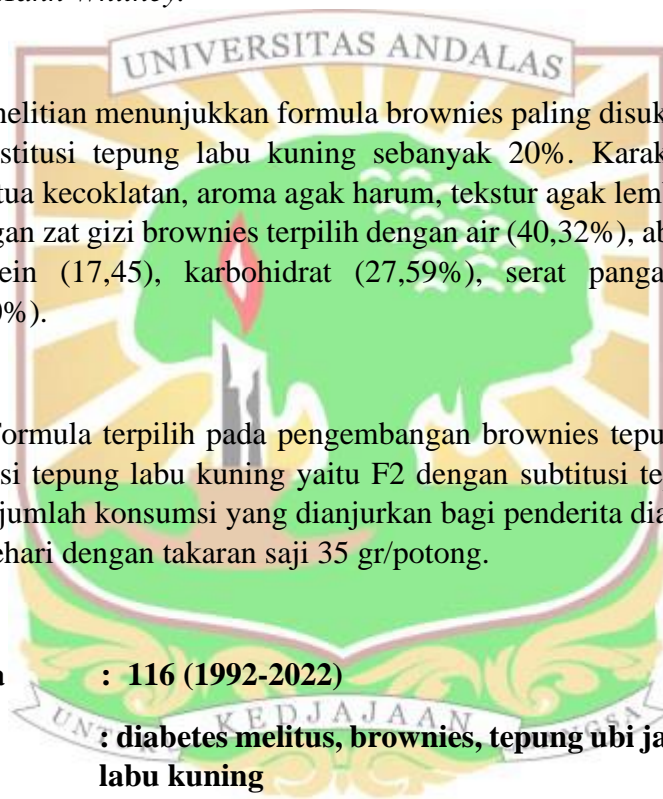 Whitney.
UNIVERSITAS ANDALAS
nelitian menunjukkan formula brownies paling disuk
stitusi tepung labu kuning sebanyak 20%. Karak
tua kecoklatan, aroma agak harum, tekstur agak lem
gan zat gizi brownies terpilih dengan air (40,32%), ab
ein (17,45), karbohidrat (27,59%), serat panga
0%).
Formula terpilih pada pengembangan brownies tepu
si tepung labu kuning yaitu F2 dengan subtitusi te
jumlah konsumsi yang dianjurkan bagi penderita dia
ehari dengan takaran saji 35 gr/potong.
a : 116 (1992-2022)
UNTUK KEDJAJAAN BANGSA
: diabetes melitus, brownies, tepung ubi ja
labu kuning